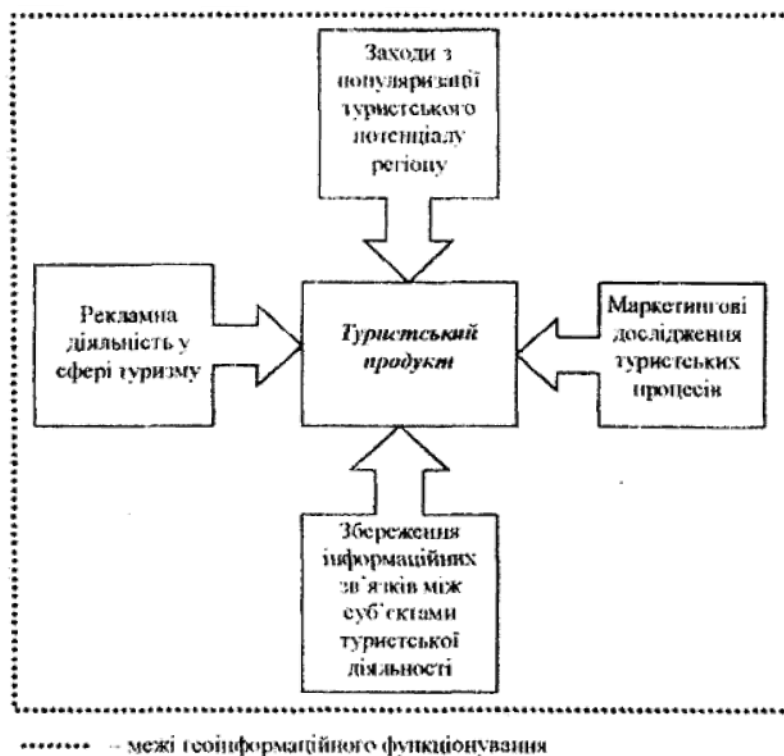 Заходи з
популяризації
туристського
потенціалу
регіону
Рекламна
діяльність у
сфері туризму
Туристський
продукт
Маркетингові
дослідження
туристських
процесів
Збереження
інформаційних
зв'язків між
суб'єктами
туристської
діяльності
– межі геоінформаційного функціонування